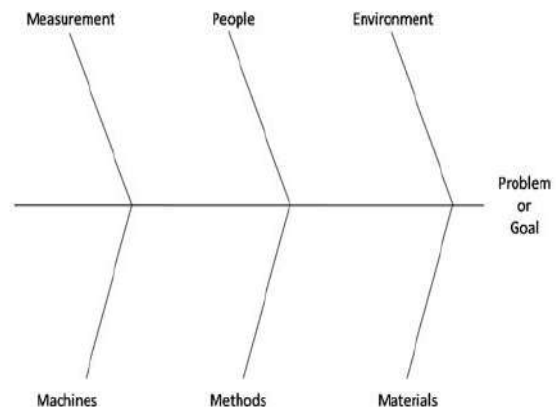 Measurement
People
Environment
Problem
or
Goal
Machines
Methods
Materials